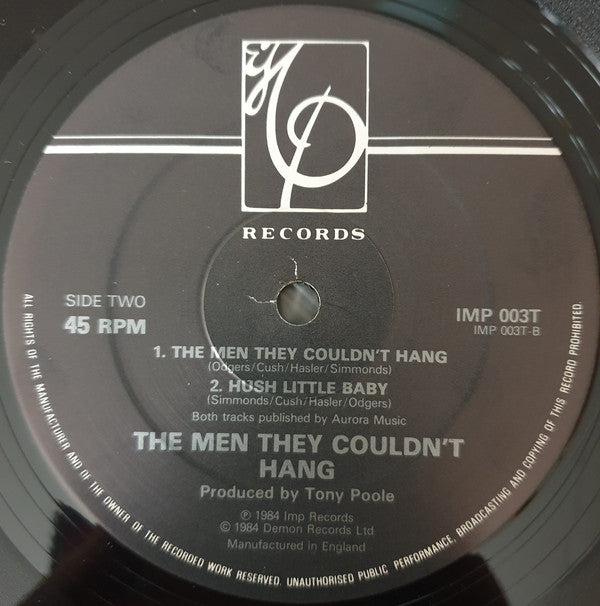 imp
RECORDS
SIDE TWO
45 RPM
IMP 003T
IMP 003T-B
1. THE MEN THEY COULDN'T HANG
(Odgers/Cush/Hasler/Simmonds)
2. HUSH LITTLE BABY
(Simmonds/Cush/Hasler/Odgers)
Both tracks published by Aurora Music
THE MEN THEY COULDN'T
HANG
Produced by Tony Poole
℗ 1984 Imp Records
© 1984 Demon Records Ltd
Manufactured in England
ALL RIGHTS OF THE MANUFACTURER AND OF THE OWNER OF THE RECORDED WORK RESERVED. UNAUTHORISED PUBLIC PERFORMANCE, BROADCASTING AND COPYING OF THIS RECORD PROHIBITED.